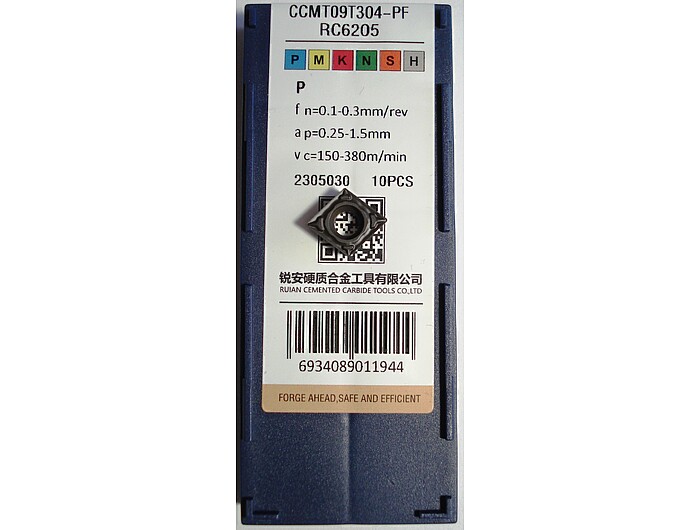 CCMT09T304-PF
RC6205
P M K N S H
P
f n=0.1-0.3mm/rev
a p=0.25-1.5mm
v c=150-380m/min
2305030 10PCS
锐安硬质合金工具有限公司
RUIAN CEMENTED CARBIDE TOOLS CO.,LTD
6934089011944
FORGE AHEAD,SAFE AND EFFICIENT